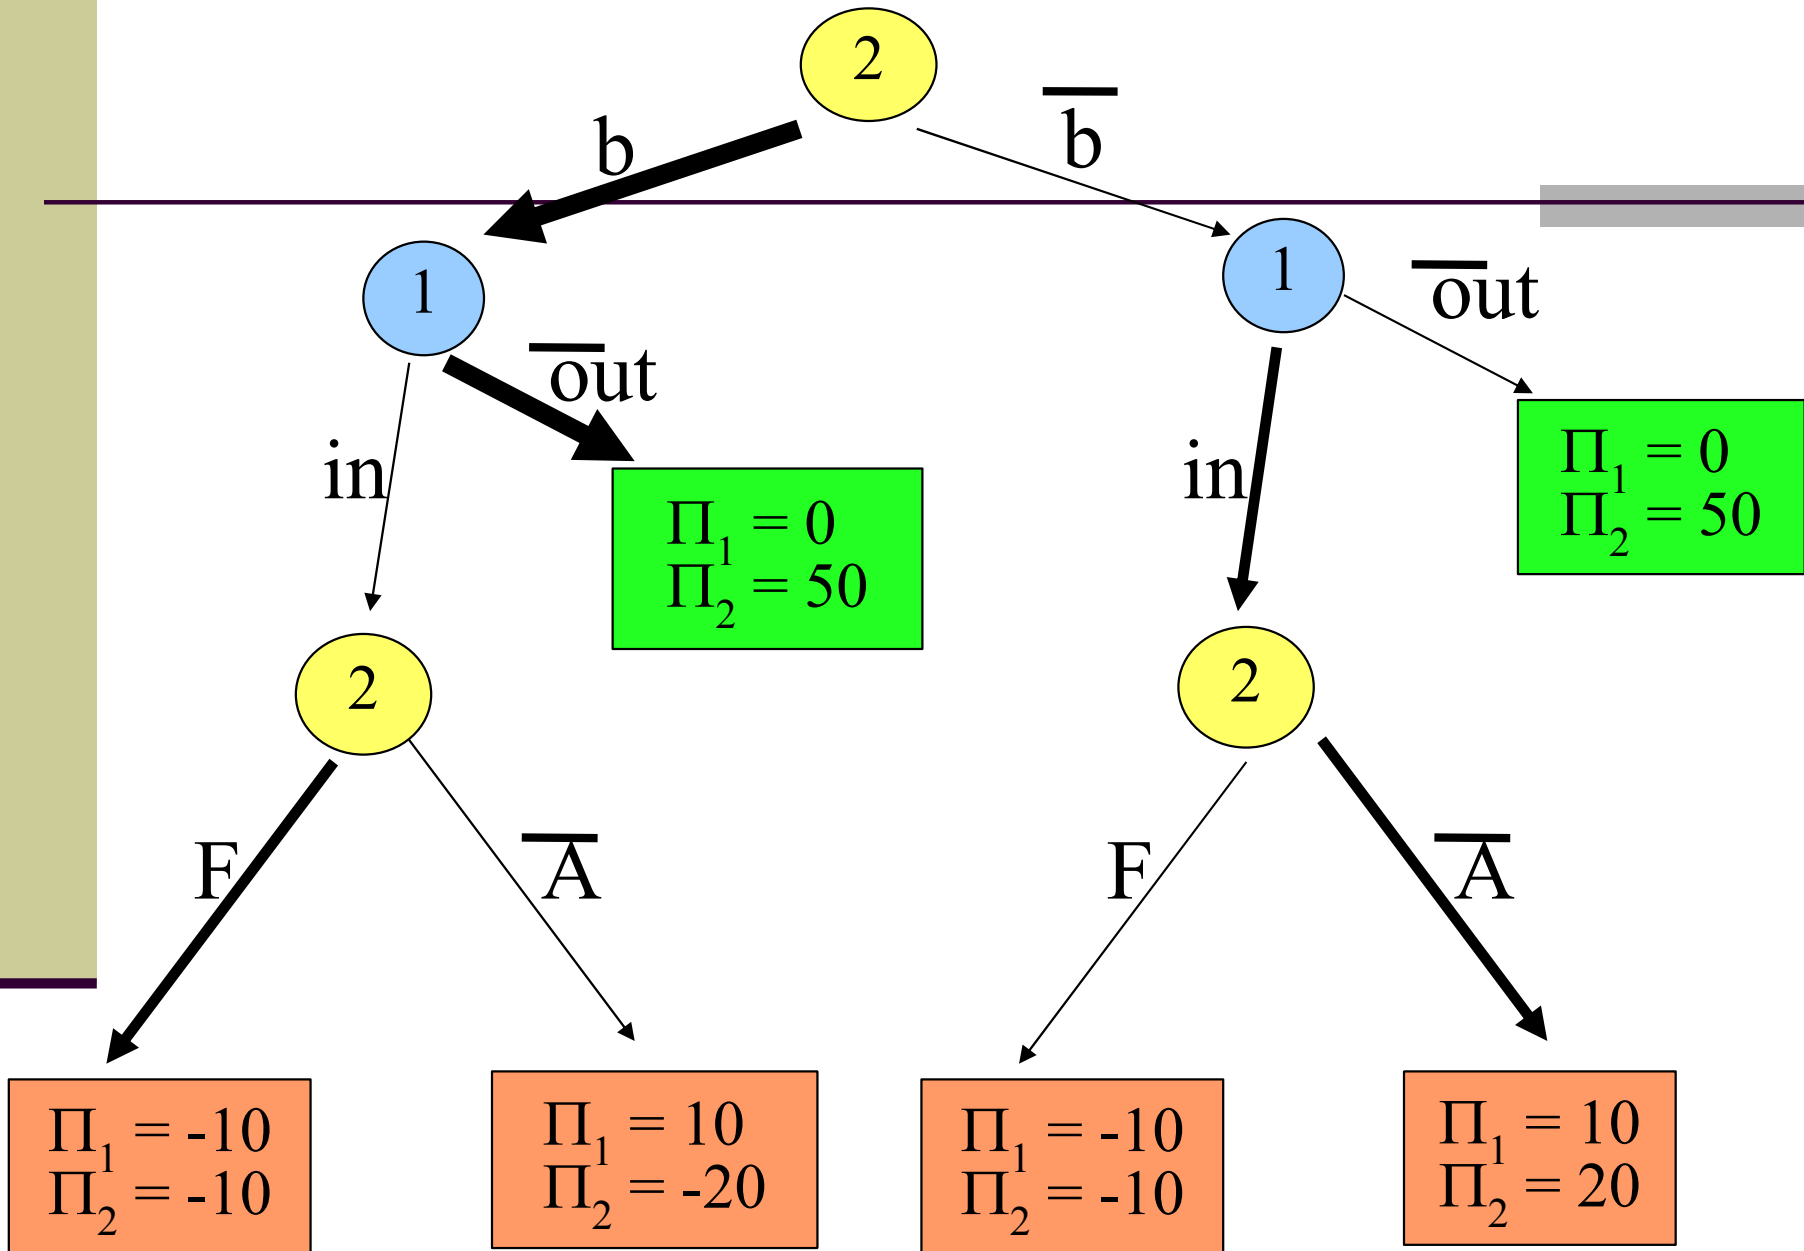 2
b
b̅
1
1
out
out
in
in
Π₁ = 0
Π₂ = 50
Π₁ = 0
Π₂ = 50
2
2
F
A̅
F
A̅
Π₁ = -10
Π₂ = -10
Π₁ = 10
Π₂ = -20
Π₁ = -10
Π₂ = -10
Π₁ = 10
Π₂ = 20